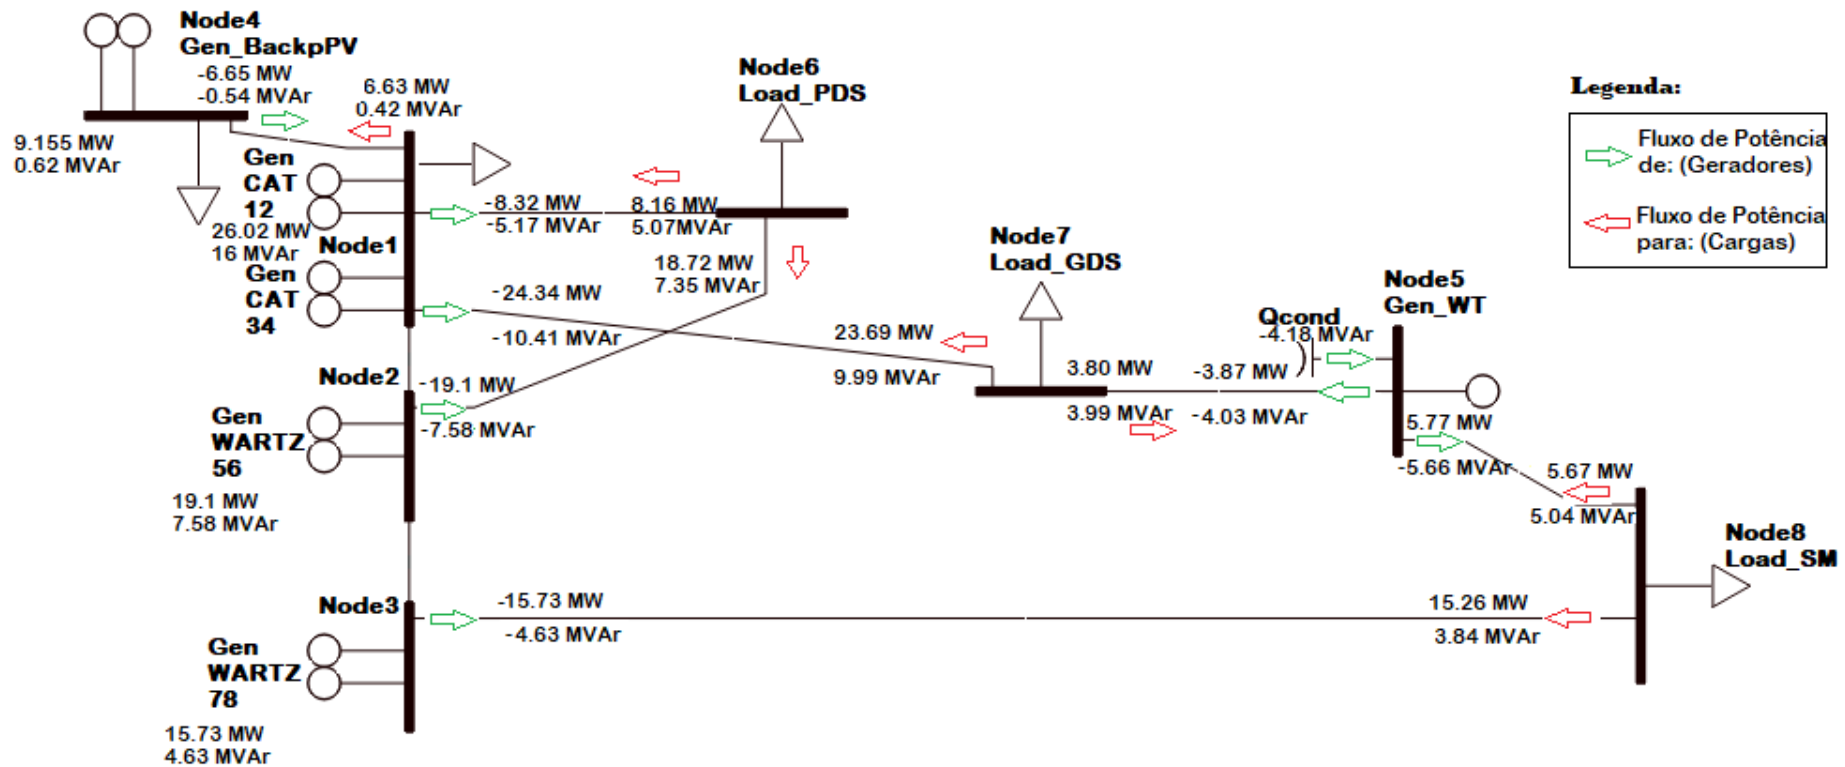 Node4
Gen_BackpPV
-6.65 MW
-0.54 MVAr
9.155 MW
0.62 MVAr
6.63 MW
0.42 MVAr
Gen
CAT
12
26.02 MW
16 MVAr
Node1
Gen
CAT
34
-8.32 MW
-5.17 MVAr
8.16 MW
5.07MVAr
Node6
Load_PDS
18.72 MW
7.35 MVAr
-24.34 MW
-10.41 MVAr
23.69 MW
9.99 MVAr
Node7
Load_GDS
3.80 MW
3.99 MVAr
-3.87 MW
-4.03 MVAr
Qcond
-4.18 MVAr
Node5
Gen_WT
5.77 MW
-5.66 MVAr
5.67 MW
5.04 MVAr
Node8
Load_SM
Node2
-19.1 MW
-7.58 MVAr
Gen
WARTZ
56
19.1 MW
7.58 MVAr
Node3
-15.73 MW
-4.63 MVAr
15.26 MW
3.84 MVAr
Gen
WARTZ
78
15.73 MW
4.63 MVAr
Legenda:
Fluxo de Potência
de: (Geradores)
Fluxo de Potência
para: (Cargas)